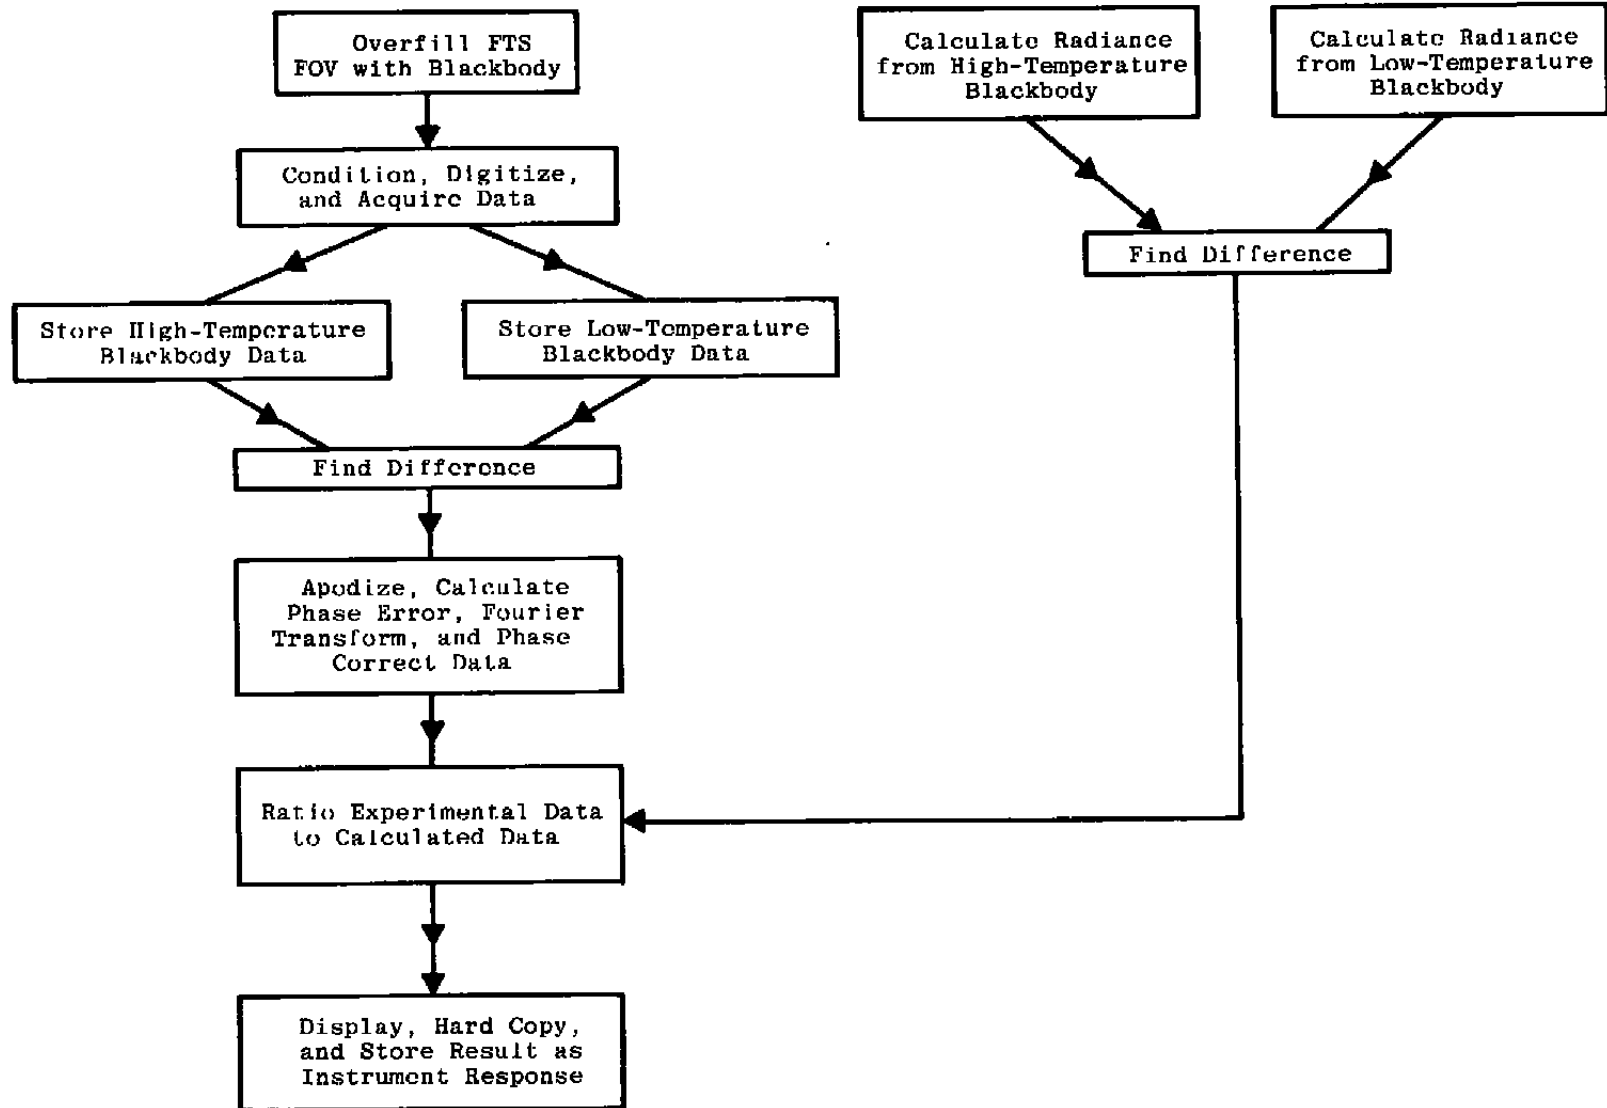 Overfill FTS
FOV with Blackbody
Calculate Radiance
from High-Temperature
Blackbody
Calculate Radiance
from Low-Temperature
Blackbody
Condition, Digitize,
and Acquire Data
Find Difference
Store High-Temperature
Blackbody Data
Store Low-Temperature
Blackbody Data
Find Difference
Apodize, Calculate
Phase Error, Fourier
Transform, and Phase
Correct Data
Ratio Experimental Data
to Calculated Data
Display, Hard Copy,
and Store Result as
Instrument Response